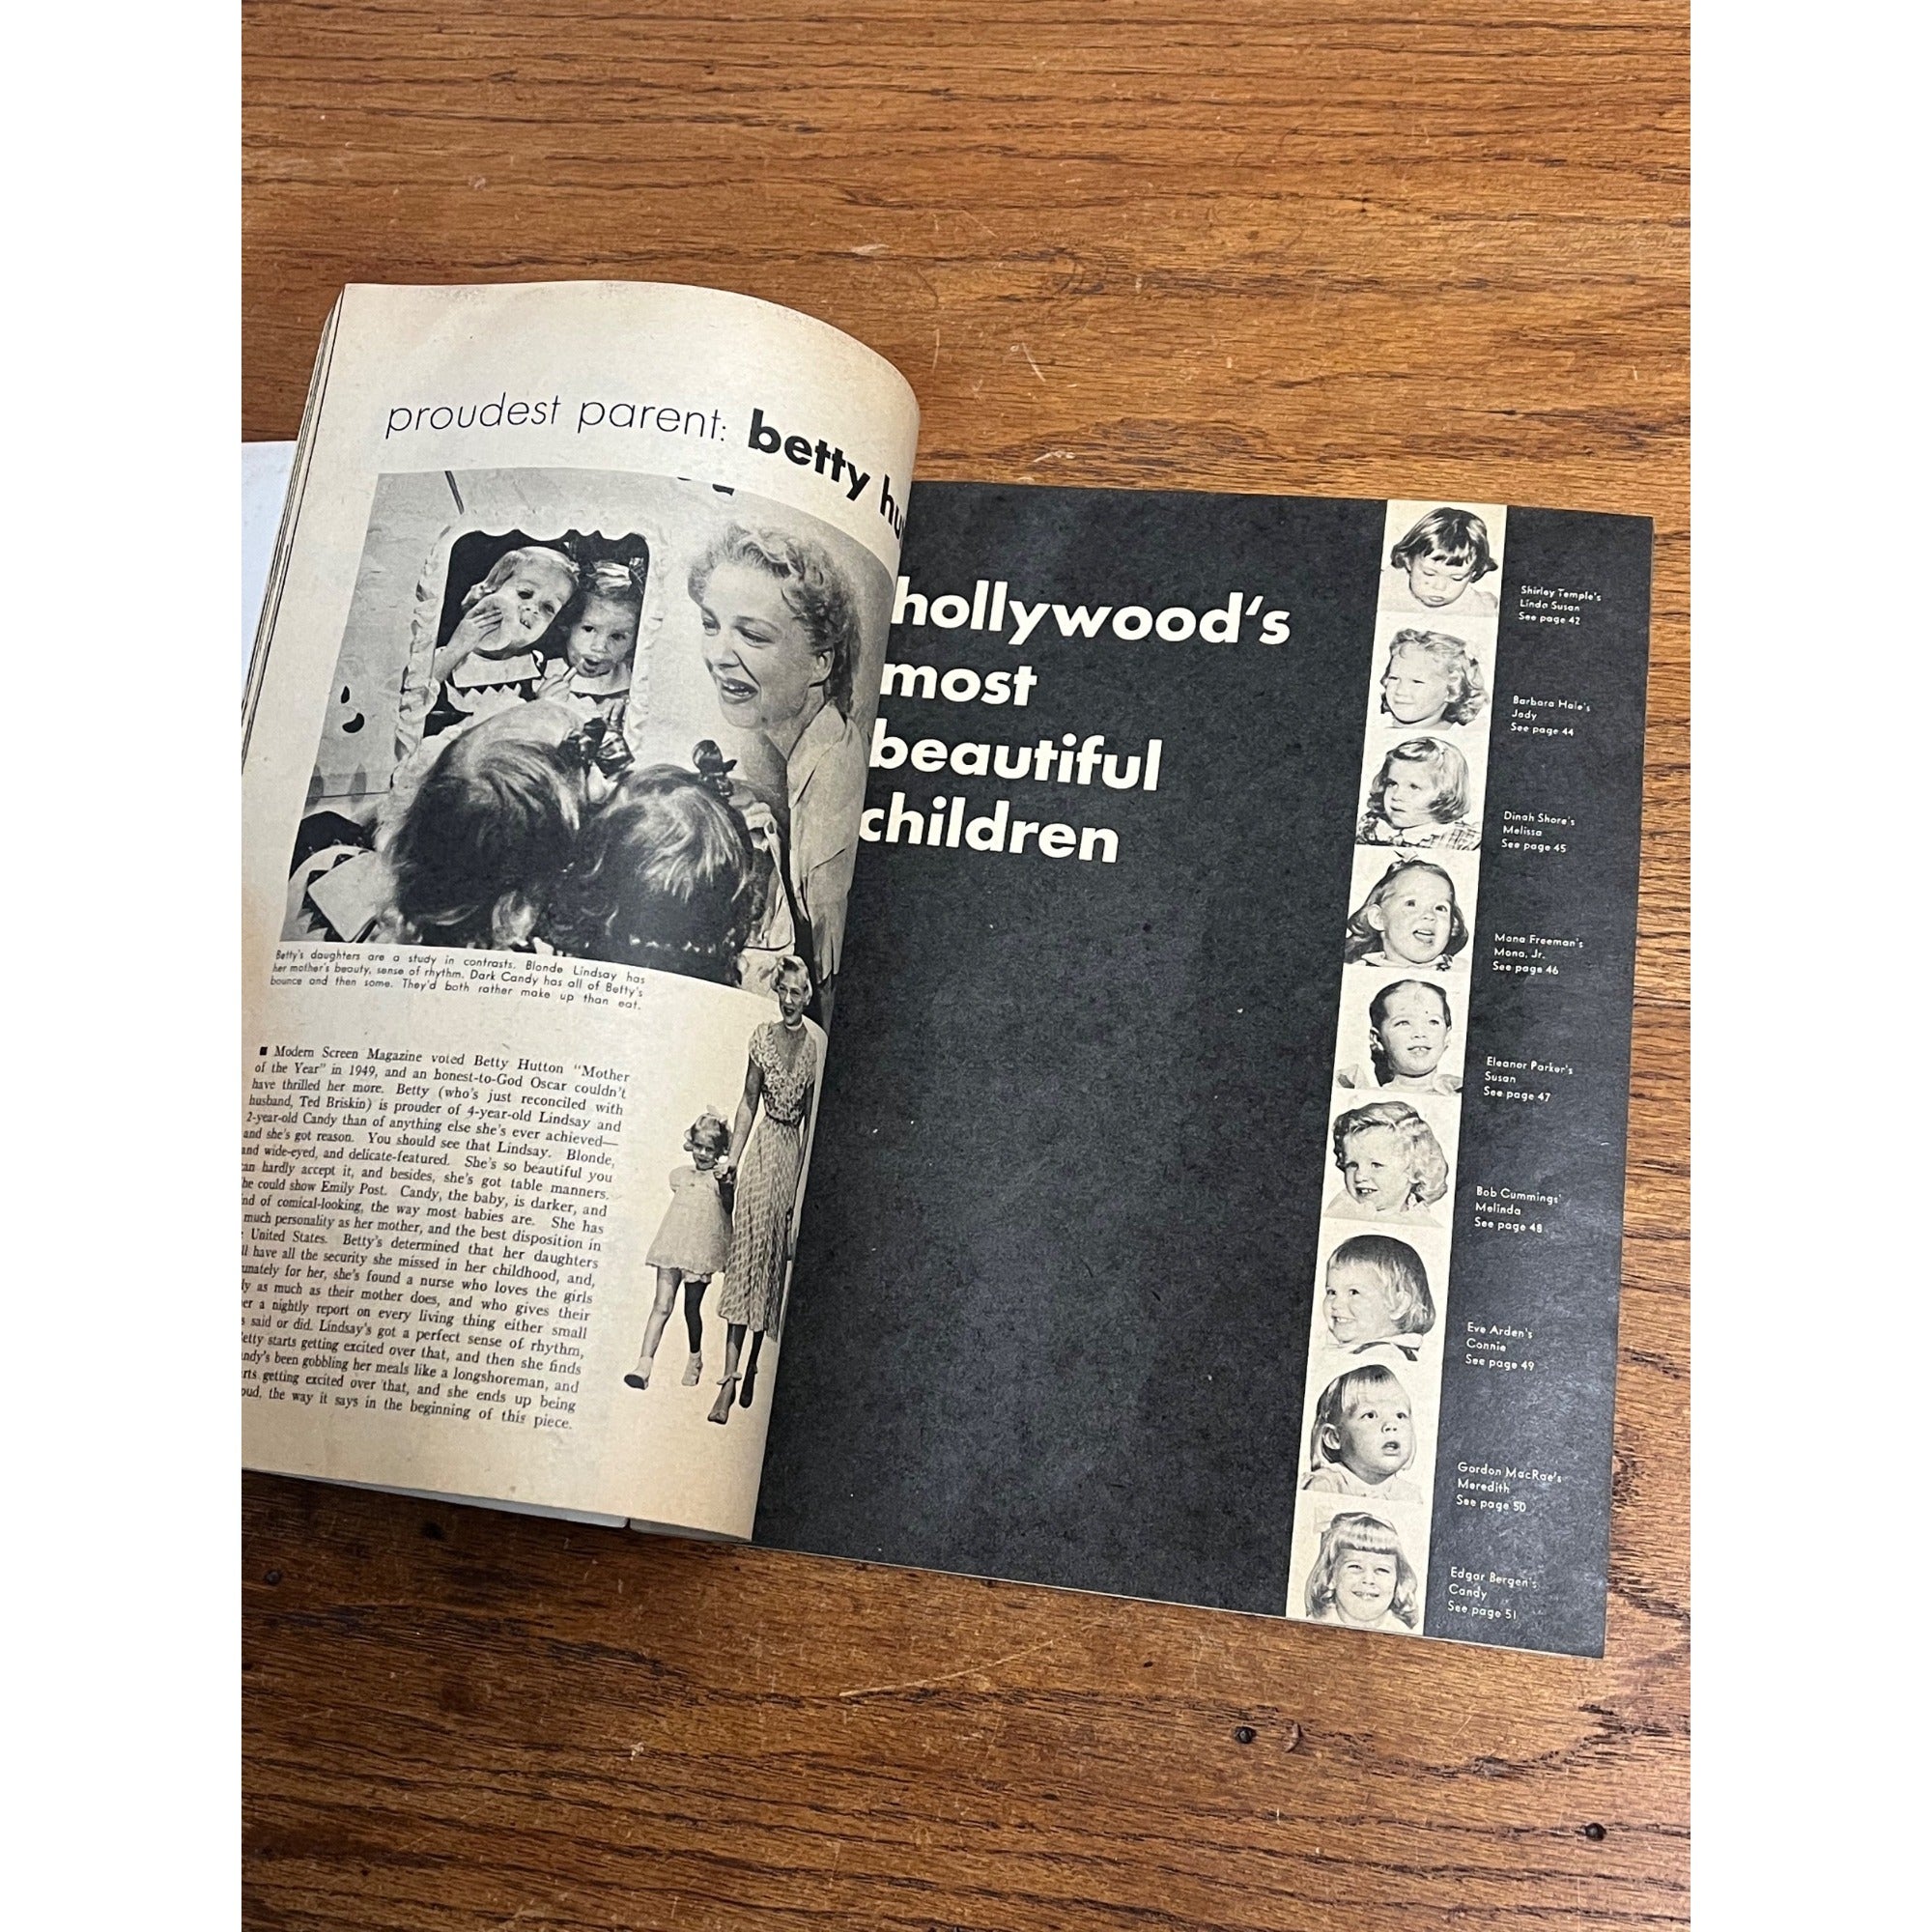 proudest parent: betty hu
Betty's daughters are a study in contrasts. Blonde Lindsay has
her mother's beauty, sense of rhythm. Dark Candy has all of Betty's
bounce and then some. They'd both rather make up than eat.
■ Modern Screen Magazine voted Betty Hutton "Mother
of the Year" in 1949, and an honest-to-God Oscar couldn't
have thrilled her more. Betty (who's just reconciled with
husband, Ted Briskin) is prouder of 4-year-old Lindsay and
2-year-old Candy than of anything else she's ever achieved—
and she's got reason. You should see that Lindsay. Blonde,
and wide-eyed, and delicate-featured. She's so beautiful you
an hardly accept it, and besides, she's got table manners.
he could show Emily Post. Candy, the baby, is darker, and
nd of comical-looking, the way most babies are. She has
much personality as her mother, and the best disposition in
United States. Betty's determined that her daughters
ll have all the security she missed in her childhood, and,
unately for her, she's found a nurse who loves the girls
ly as much as their mother does, and who gives their
er a nightly report on every living thing either small
s said or did. Lindsay's got a perfect sense of rhythm,
etty starts getting excited over that, and then she finds
ndy's been gobbling her meals like a longshoreman, and
rts getting excited over that, and she ends up being
oud, the way it says in the beginning of this piece.
hollywood's
most
beautiful
children
Shirley Temple's
Linda Susan
See page 42
Barbara Hale's
Jody
See page 44
Dinah Shore's
Melissa
See page 45
Mona Freeman's
Mona, Jr.
See page 46
Eleanor Parker's
Susan
See page 47
Bob Cummings'
Melinda
See page 48
Eve Arden's
Connie
See page 49
Gordon MacRae's
Meredith
See page 50
Edgar Bergen's
Candy
See page 51